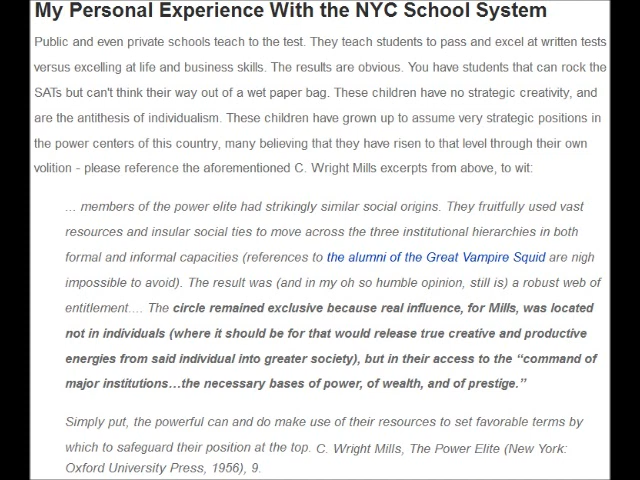 My Personal Experience With the NYC School System
Public and even private schools teach to the test. They teach students to pass and excel at written tests
versus excelling at life and business skills. The results are obvious. You have students that can rock the
SATs but can't think their way out of a wet paper bag. These children have no strategic creativity, and
are the antithesis of individualism. These children have grown up to assume very strategic positions in
the power centers of this country, many believing that they have risen to that level through their own
volition - please reference the aforementioned C. Wright Mills excerpts from above, to wit:
... members of the power elite had strikingly similar social origins. They fruitfully used vast
resources and insular social ties to move across the three institutional hierarchies in both
formal and informal capacities (references to the alumni of the Great Vampire Squid are nigh
impossible to avoid). The result was (and in my oh so humble opinion, still is) a robust web of
entitlement.... The circle remained exclusive because real influence, for Mills, was located
not in individuals (where it should be for that would release true creative and productive
energies from said individual into greater society), but in their access to the “command of
major institutions…the necessary bases of power, of wealth, and of prestige.”
Simply put, the powerful can and do make use of their resources to set favorable terms by
which to safeguard their position at the top. C. Wright Mills, The Power Elite (New York:
Oxford University Press, 1956), 9.